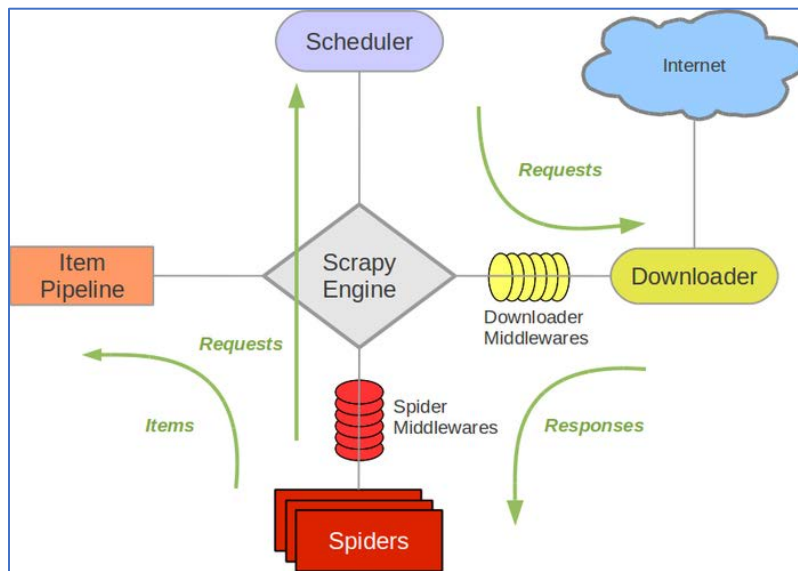 Scheduler
Internet
Requests
Item
Pipeline
Scrapy
Engine
Downloader
Downloader
Middlewares
Requests
Items
Spider
Middlewares
Responses
Spiders